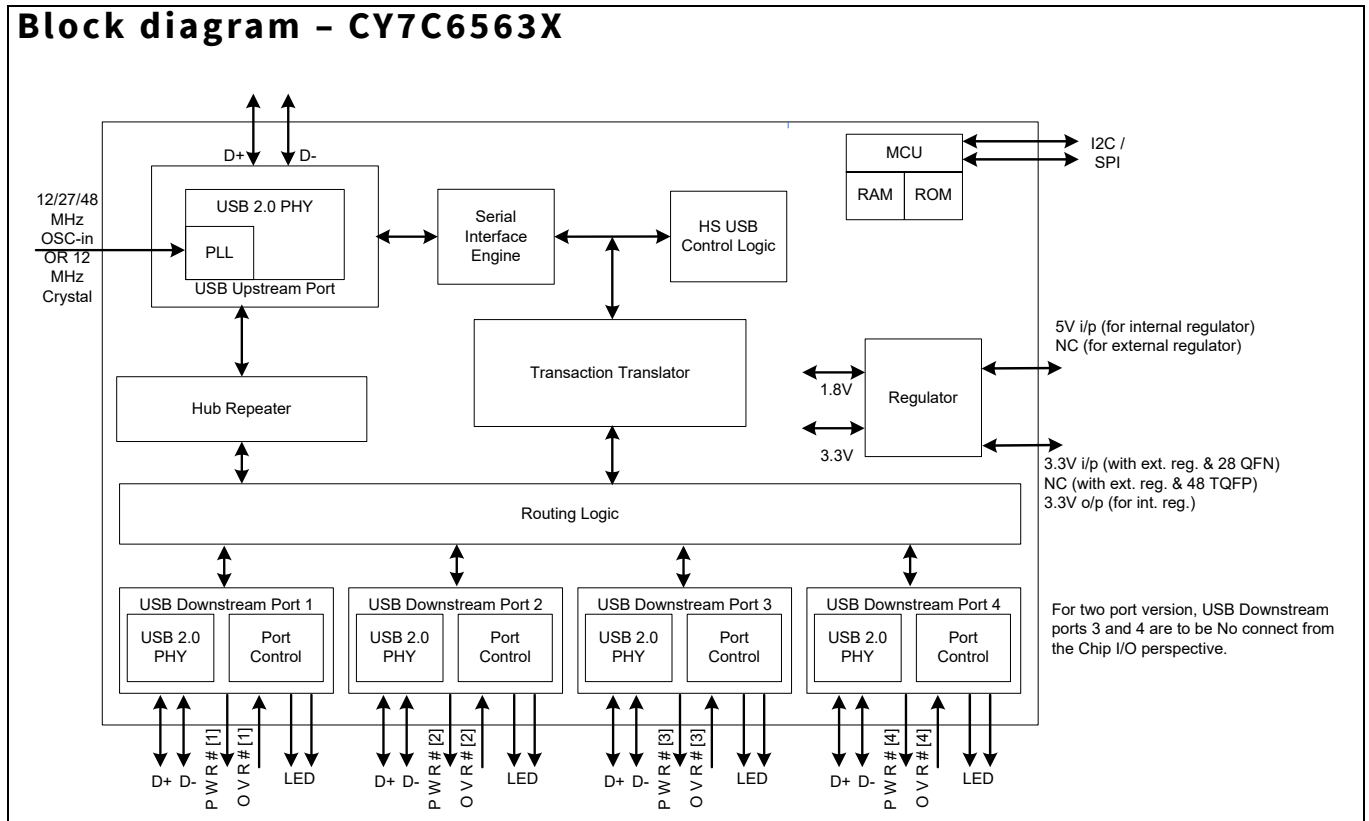 Block diagram – CY7C6563X
D+
D-
12/27/48
MHz
OSC-in
OR 12
MHz
Crystal
USB 2.0 PHY
PLL
USB Upstream Port
Serial
Interface
Engine
HS USB
Control Logic
MCU
RAM
ROM
I2C /
SPI
Hub Repeater
Transaction Translator
1.8V
3.3V
Regulator
5V i/p (for internal regulator)
NC (for external regulator)
3.3V i/p (with ext. reg. & 28 QFN)
NC (with ext. reg. & 48 TQFP)
3.3V o/p (for int. reg.)
Routing Logic
USB Downstream Port 1
USB 2.0
PHY
Port
Control
USB Downstream Port 2
USB 2.0
PHY
Port
Control
USB Downstream Port 3
USB 2.0
PHY
Port
Control
USB Downstream Port 4
USB 2.0
PHY
Port
Control
For two port version, USB Downstream
ports 3 and 4 are to be No connect from
the Chip I/O perspective.
D+
D-
PWR#[1]
OVR#[1]
LED
D+
D-
PWR#[2]
OVR#[2]
LED
D+
D-
PWR#[3]
OVR#[3]
LED
D+
D-
PWR#[4]
OVR#[4]
LED